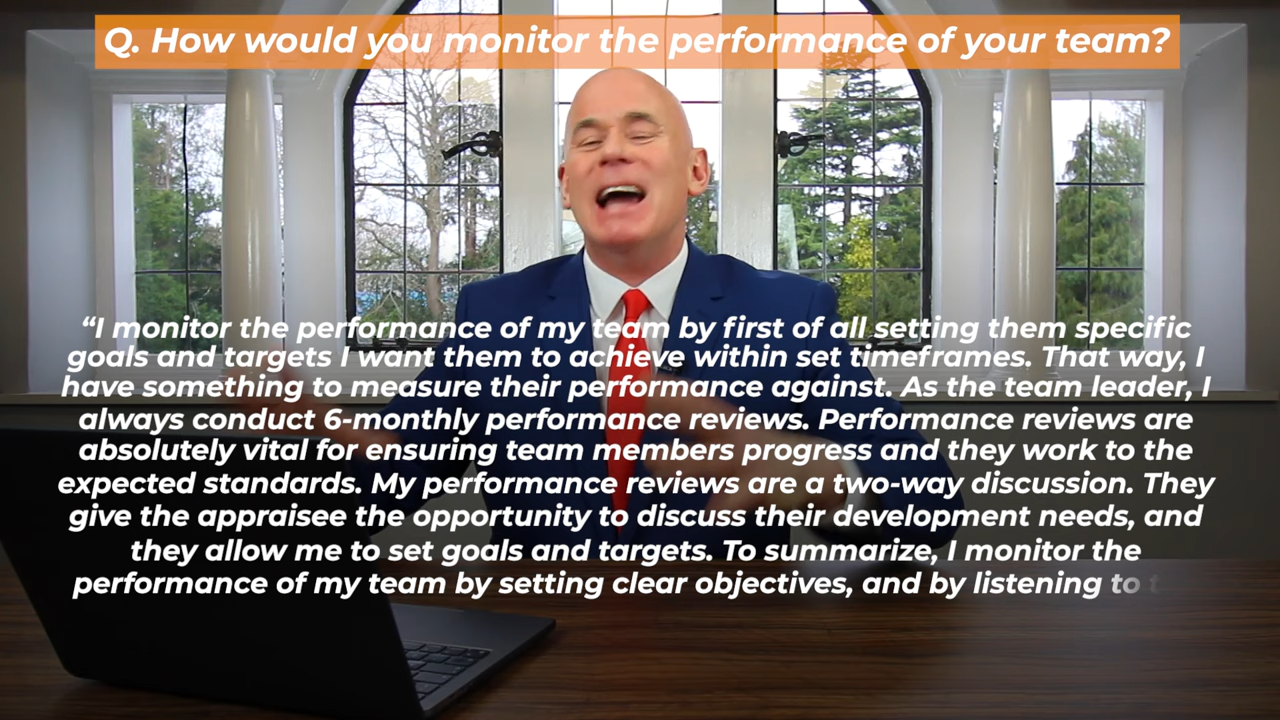 Q. How would you monitor the performance of your team?
“I monitor the performance of my team by first of all setting them specific
goals and targets I want them to achieve within set timeframes. That way, I
have something to measure their performance against. As the team leader, I
always conduct 6-monthly performance reviews. Performance reviews are
absolutely vital for ensuring team members progress and they work to the
expected standards. My performance reviews are a two-way discussion. They
give the appraisee the opportunity to discuss their development needs, and
they allow me to set goals and targets. To summarize, I monitor the
performance of my team by setting clear objectives, and by listening to